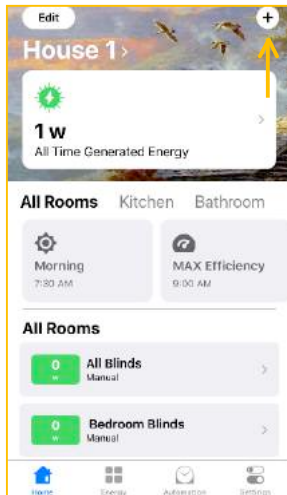 Edit
+
House 1 >
1 w
All Time Generated Energy
All Rooms Kitchen Bathroom
Morning
7:30 AM
MAX Efficiency
9:00 AM
All Rooms
0
w
All Blinds
Manual
0
w
Bedroom Blinds
Manual
Home Energy Automation Setting